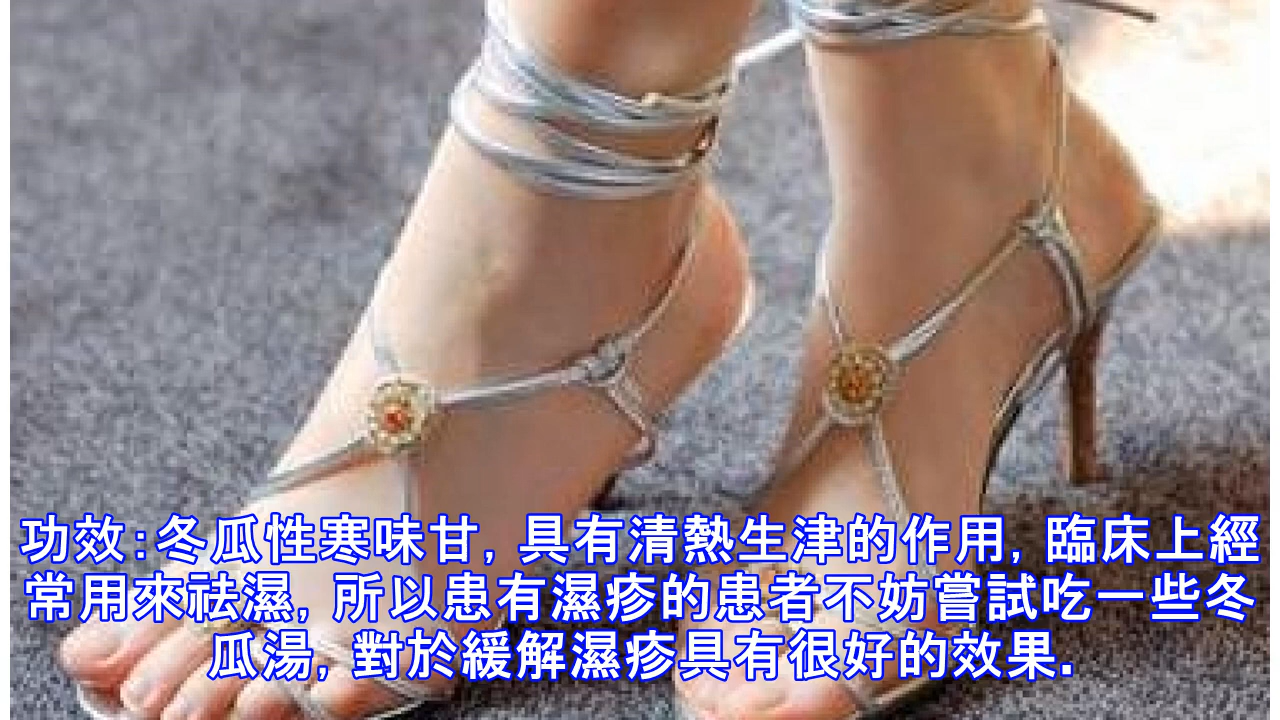 功效:冬瓜性寒味甘, 具有清熱生津的作用, 臨床上經
常用來祛濕, 所以患有濕疹的患者不妨嘗試吃一些冬
瓜湯, 對於緩解濕疹具有很好的效果.